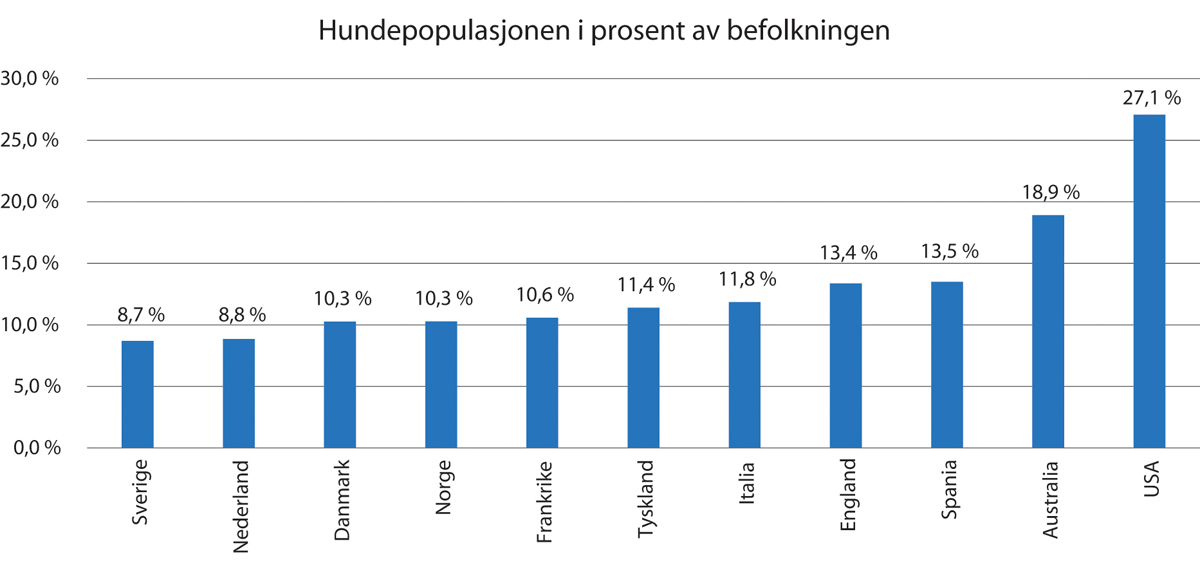 Hundepopulasjonen i prosent av befolkningen
30,0 %
25,0 %
20,0 %
15,0 %
10,0 %
5,0 %
0,0 %
8,7 %
8,8 %
10,3 %
10,3 %
10,6 %
11,4 %
11,8 %
13,4 %
13,5 %
18,9 %
27,1 %
Sverige
Nederland
Danmark
Norge
Frankrike
Tyskland
Italia
England
Spania
Australia
USA